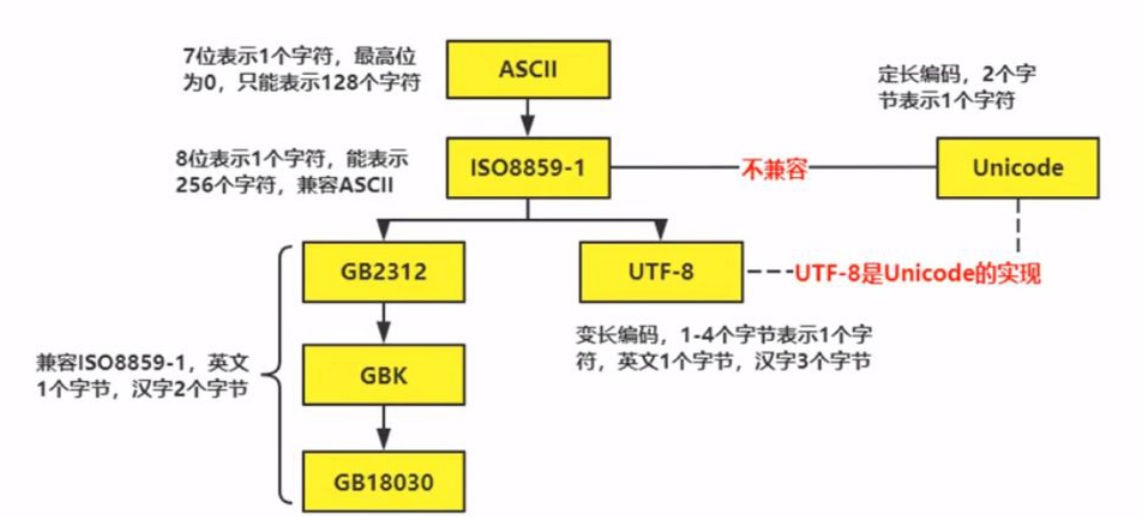 7位表示1个字符，最高位
为0，只能表示128个字符
ASCII
定长编码，2个字
节表示1个字符
8位表示1个字符，能表示
256个字符，兼容ASCII
ISO8859-1
不兼容
Unicode
GB2312
UTF-8
UTF-8是Unicode的实现
变长编码，1-4个字节表示1个字
符，英文1个字节，汉字3个字节
兼容ISO8859-1，英文
1个字节，汉字2个字节
GBK
GB18030